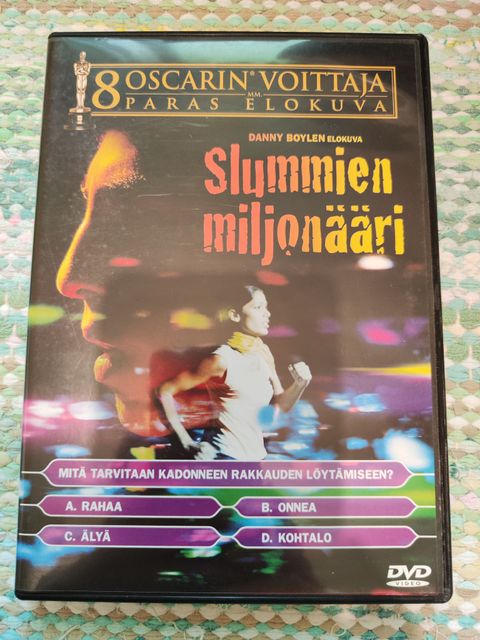 8 OSCARIN® VOITTAJA
MM.
PARAS ELOKUVA
DANNY BOYLEN ELOKUVA
Slummien
miljonääri
MITÄ TARVITAAN KADONNEEN RAKKAUDEN LÖYTÄMISEEN?
A. RAHAA
B. ONNEA
C. ÄLYÄ
D. KOHTALO
DVD
VIDEO